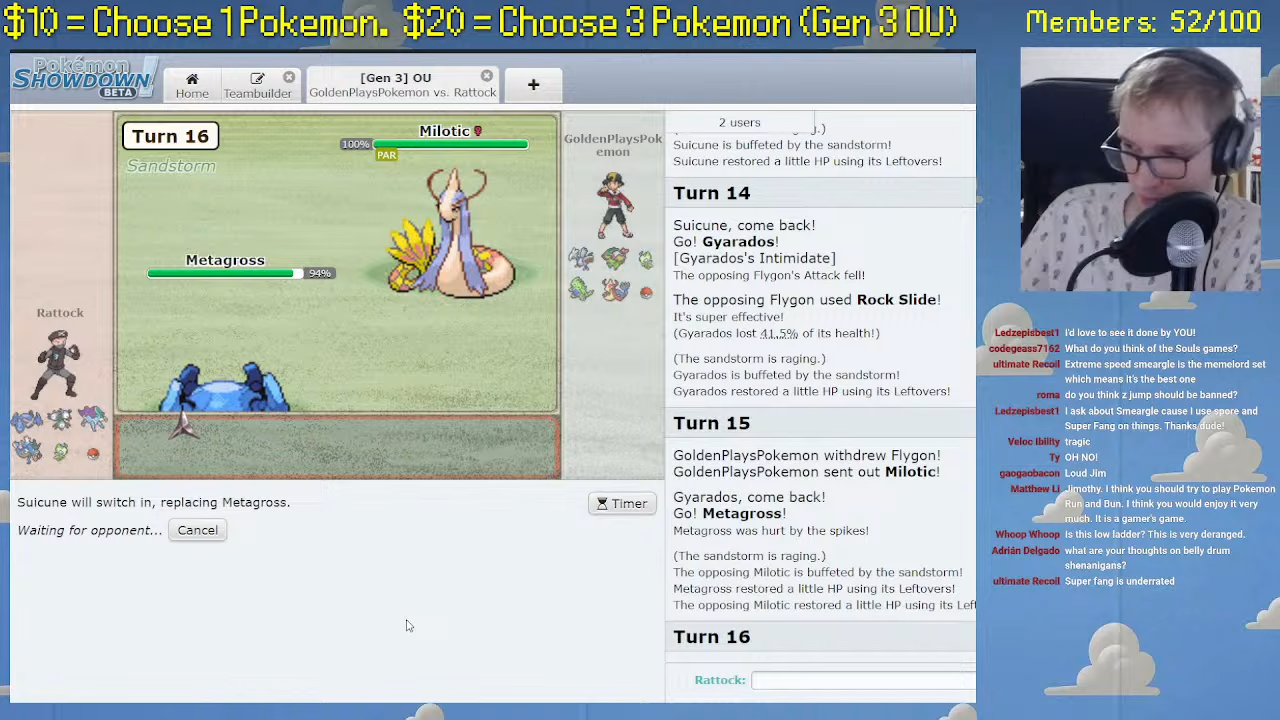 $10 = Choose 1 Pokemon. $20 = Choose 3 Pokemon (Gen 3 OU)
Members: 52/100
Pokémon
SHOWDOWN!
BETA
Home
Teambuilder
[Gen 3] OU
GoldenPlaysPokemon vs. Rattock
+
Turn 16
Sandstorm
Milotic
100%
PAR
Metagross
94%
Rattock
GoldenPlaysPok
emon
2 users
Suicune is buffeted by the sandstorm!
Suicune restored a little HP using its Leftovers!
Turn 14
Suicune, come back!
Go! Gyarados!
[Gyarados's Intimidate]
The opposing Flygon's Attack fell!
The opposing Flygon used Rock Slide!
It's super effective!
(Gyarados lost 41.5% of its health!)
(The sandstorm is raging.)
Gyarados is buffeted by the sandstorm!
Gyarados restored a little HP using its Leftovers!
Turn 15
GoldenPlaysPokemon withdrew Flygon!
GoldenPlaysPokemon sent out Milotic!
Gyarados, come back!
Go! Metagross!
Metagross was hurt by the spikes!
(The sandstorm is raging.)
The opposing Milotic is buffeted by the sandstorm!
Metagross restored a little HP using its Leftovers!
The opposing Milotic restored a little HP using its Left
Turn 16
Rattock:
Suicune will switch in, replacing Metagross.
Timer
Waiting for opponent... Cancel
Ledzepisbest1 I'd love to see it done by YOU!
codegeass7162 What do you think of the Souls games?
ultimate Recoil Extreme speed smeargle is the memelord set
which means it's the best one
roma do you think z jump should be banned?
Ledzepisbest1 I ask about Smeargle cause I use spore and
Super Fang on things. Thanks dude!
Veloc Ibility tragic
Ty OH NO!
gaogaobacon Loud Jim
Matthew Li Jimothy. I think you should try to play Pokemon
Run and Bun. I think you would enjoy it very
much. It is a gamer's game.
Whoop Whoop Is this low ladder? This is very deranged.
Adrián Delgado what are your thoughts on belly drum
shenanigans?
ultimate Recoil Super fang is underrated